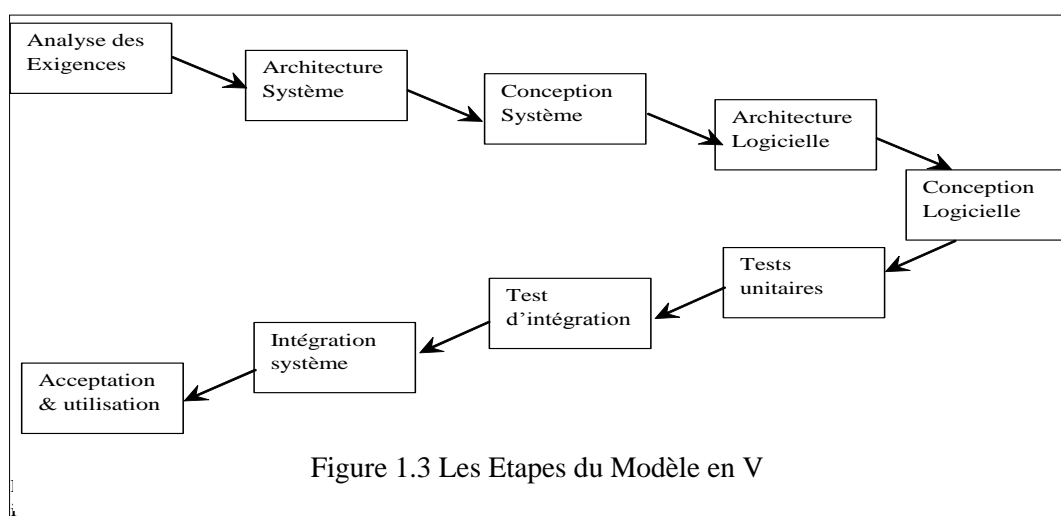 Analyse des
Exigences
Architecture
Système
Conception
Système
Architecture
Logicielle
Conception
Logicielle
Tests
unitaires
Test
d’intégration
Intégration
système
Acceptation
& utilisation
Figure 1.3 Les Etapes du Modèle en V